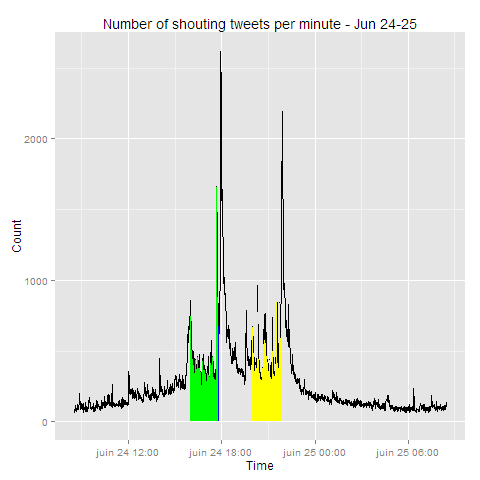 Number of shouting tweets per minute - Jun 24-25
Count
2000
1000
0
juin 24 12:00
juin 24 18:00
juin 25 00:00
juin 25 06:00
Time